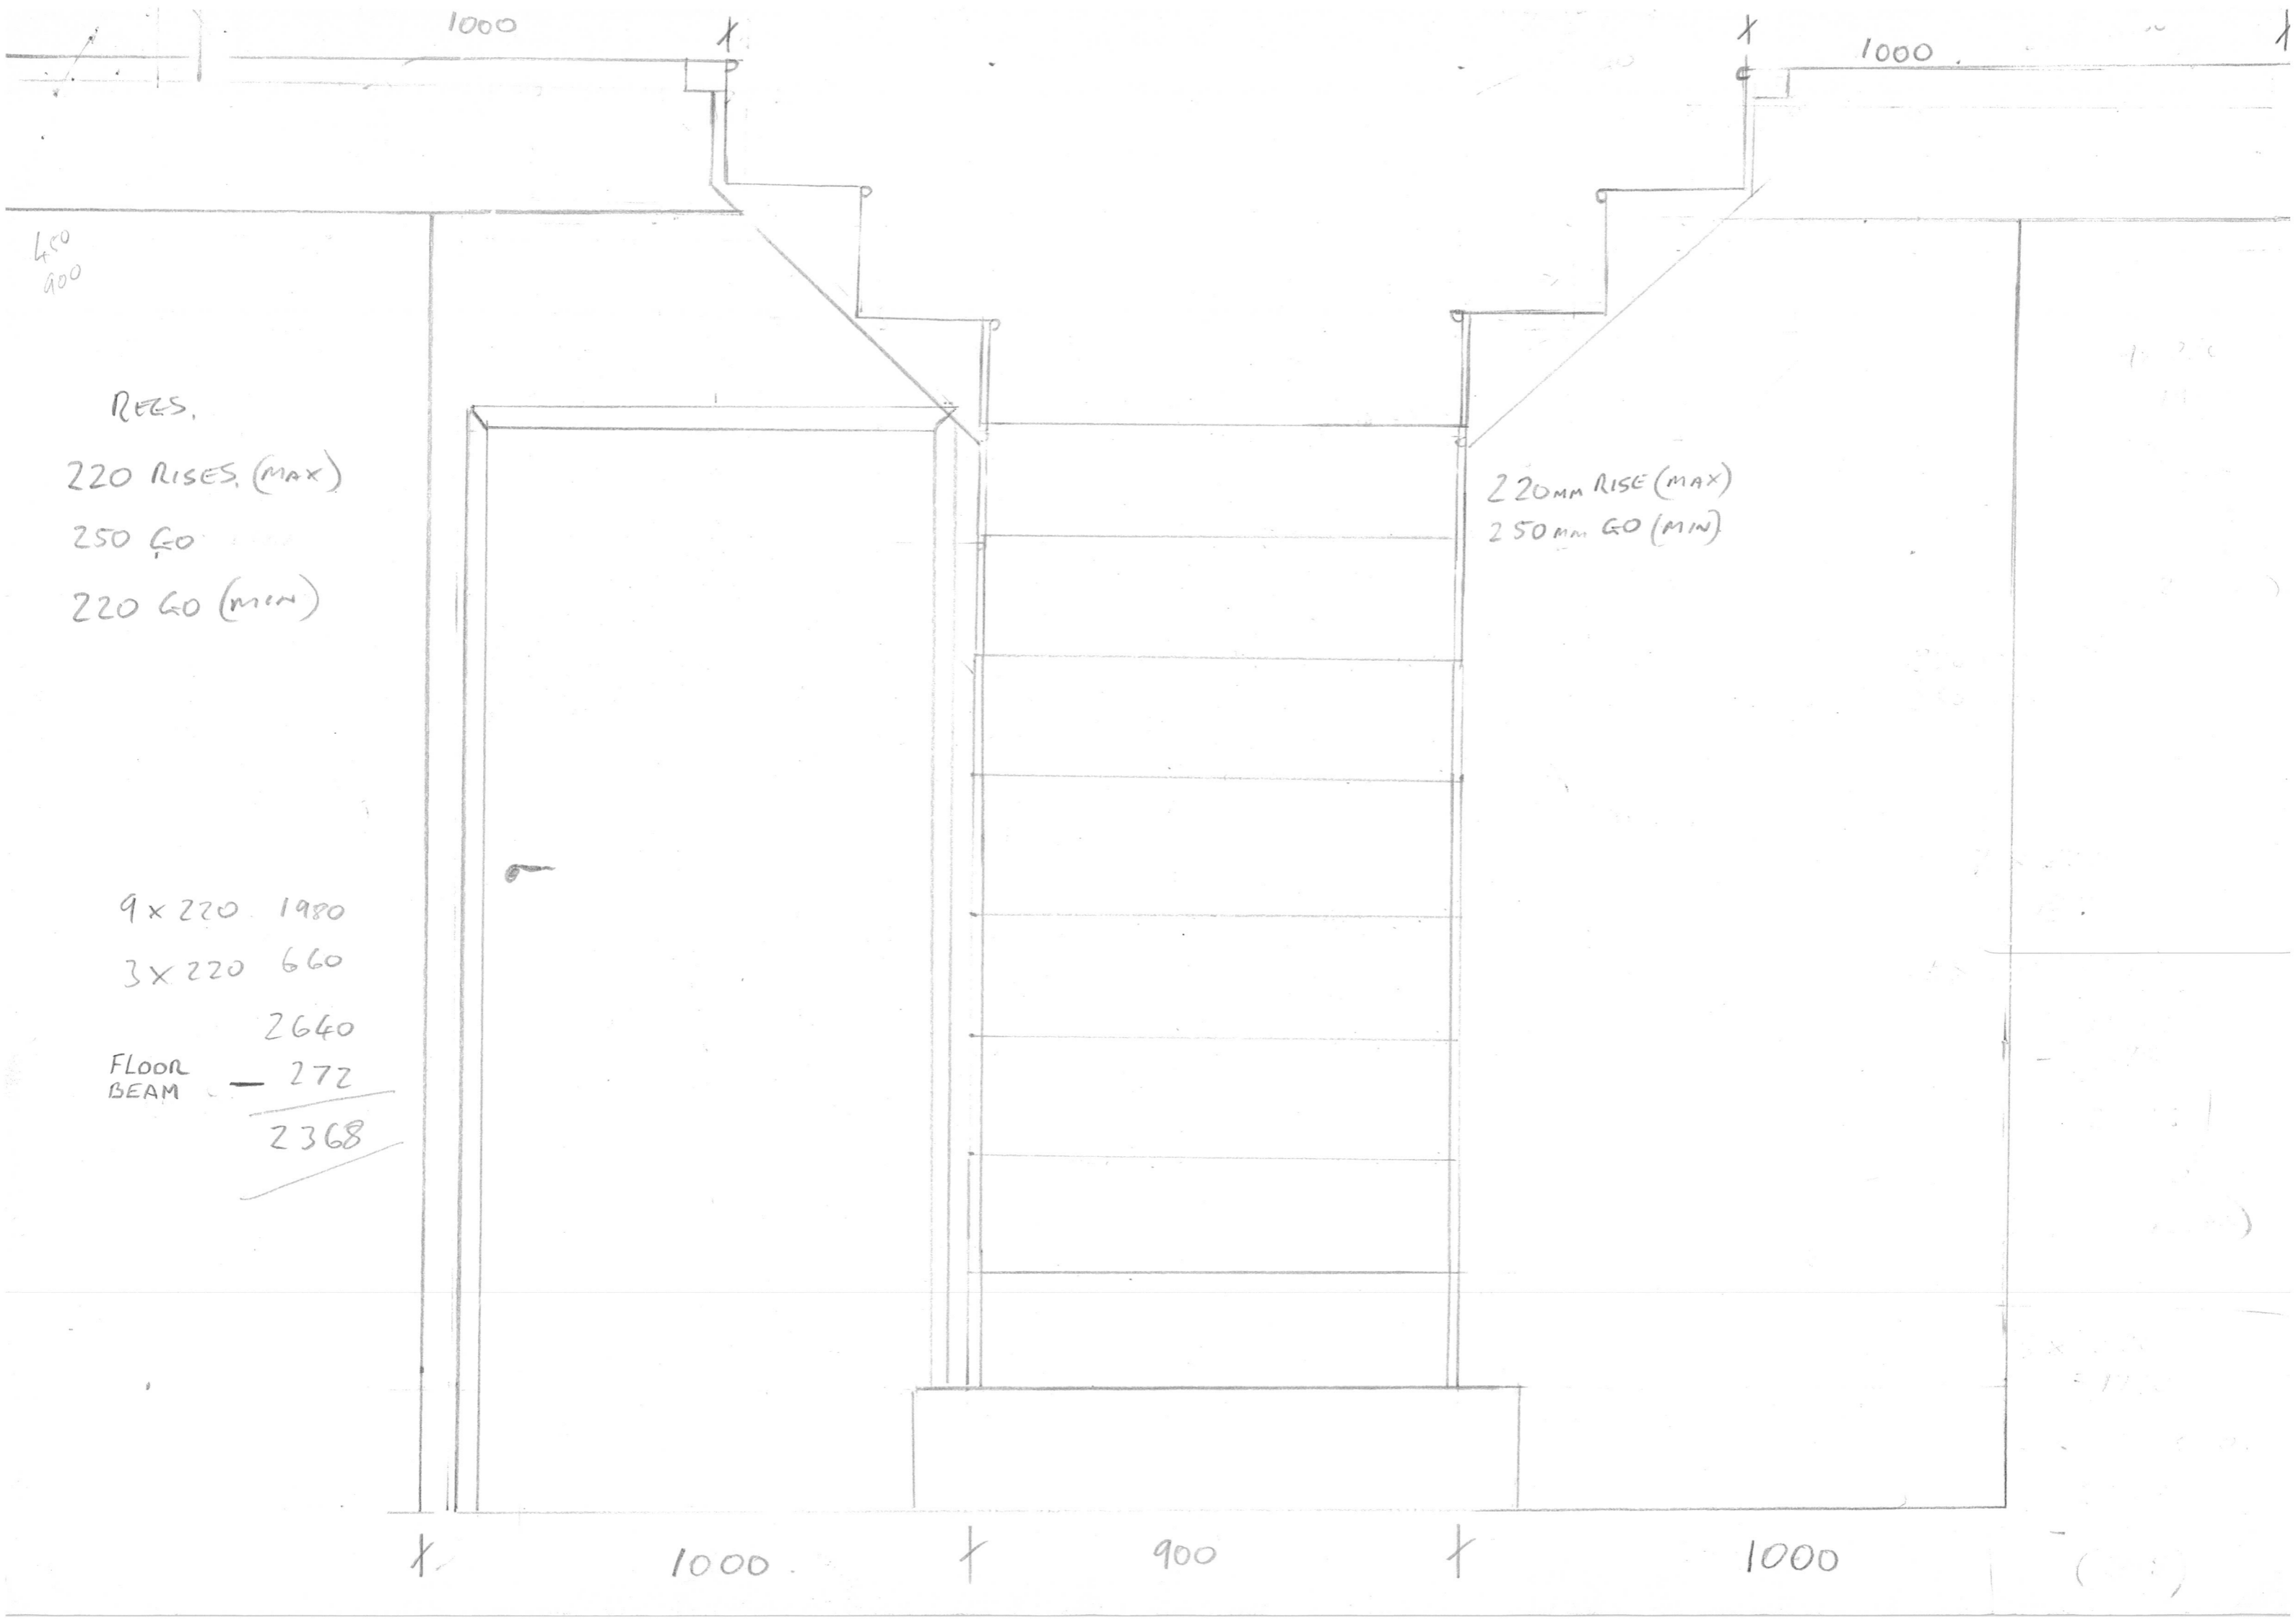 1000
1000
450
900
REGS.
220 RISES. (MAX)
250 GO
220 GO (MIN)
220MM RISE (MAX)
250MM GO (MIN)
9 x 220 1980
3 x 220 660
2640
FLOOR
BEAM — 272
2368
1000
900
1000